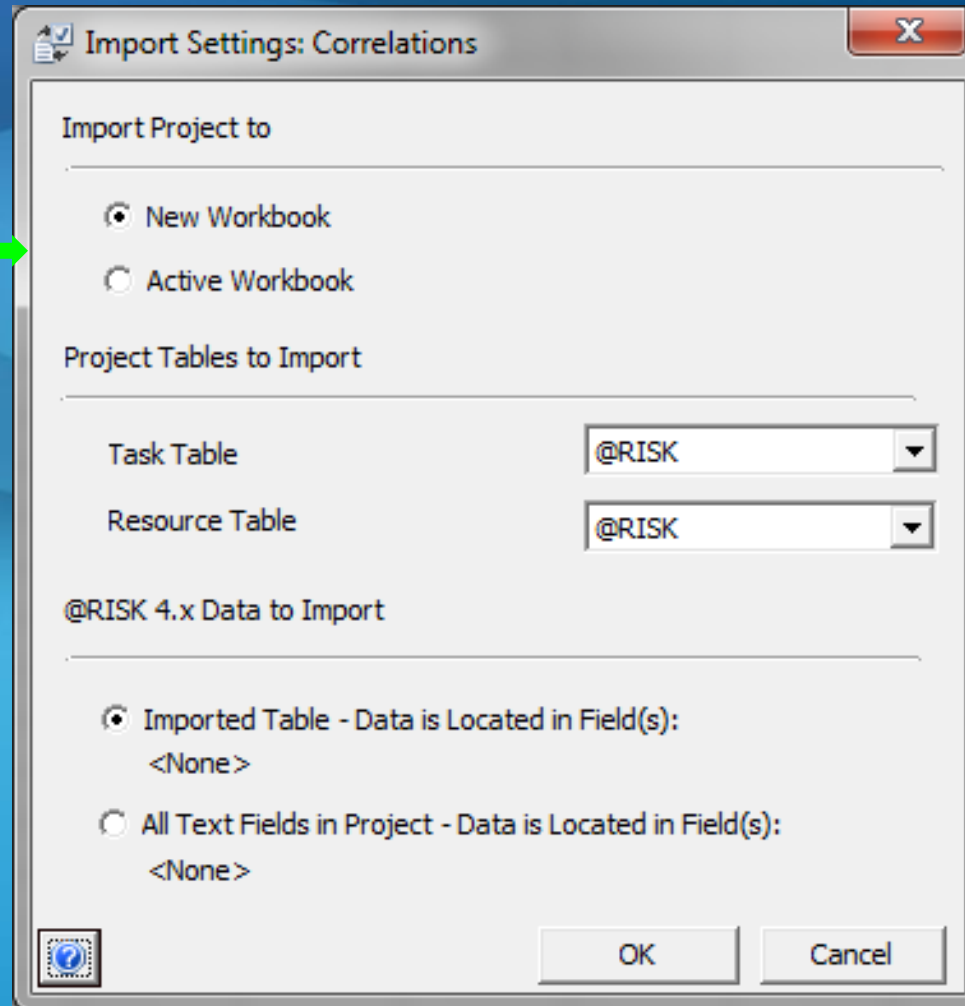 Import Settings: Correlations
Import Project to
New Workbook
Active Workbook
Project Tables to Import
Task Table @RISK
Resource Table @RISK
@RISK 4.x Data to Import
Imported Table - Data is Located in Field(s):
<None>
All Text Fields in Project - Data is Located in Field(s):
<None>
OK Cancel